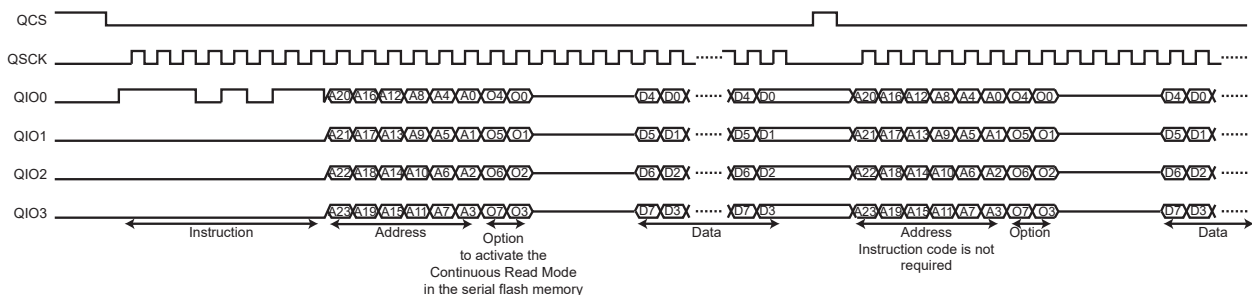 QCS
QSCK
QIO0 A20 A16 A12 A8 A4 A0 O4 O0 D4 D0 D4 D0 A20 A16 A12 A8 A4 A0 O4 O0 D4 D0
QIO1 A21 A17 A13 A9 A5 A1 O5 O1 D5 D1 D5 D1 A21 A17 A13 A9 A5 A1 O5 O1 D5 D1
QIO2 A22 A18 A14 A10 A6 A2 O6 O2 D6 D2 D6 D2 A22 A18 A14 A10 A6 A2 O6 O2 D6 D2
QIO3 A23 A19 A15 A11 A7 A3 O7 O3 D7 D3 D7 D3 A23 A19 A15 A11 A7 A3 O7 O3 D7 D3
Instruction Address Option Data Address Option Data
to activate the
Continuous Read Mode
in the serial flash memory
Instruction code is not
required